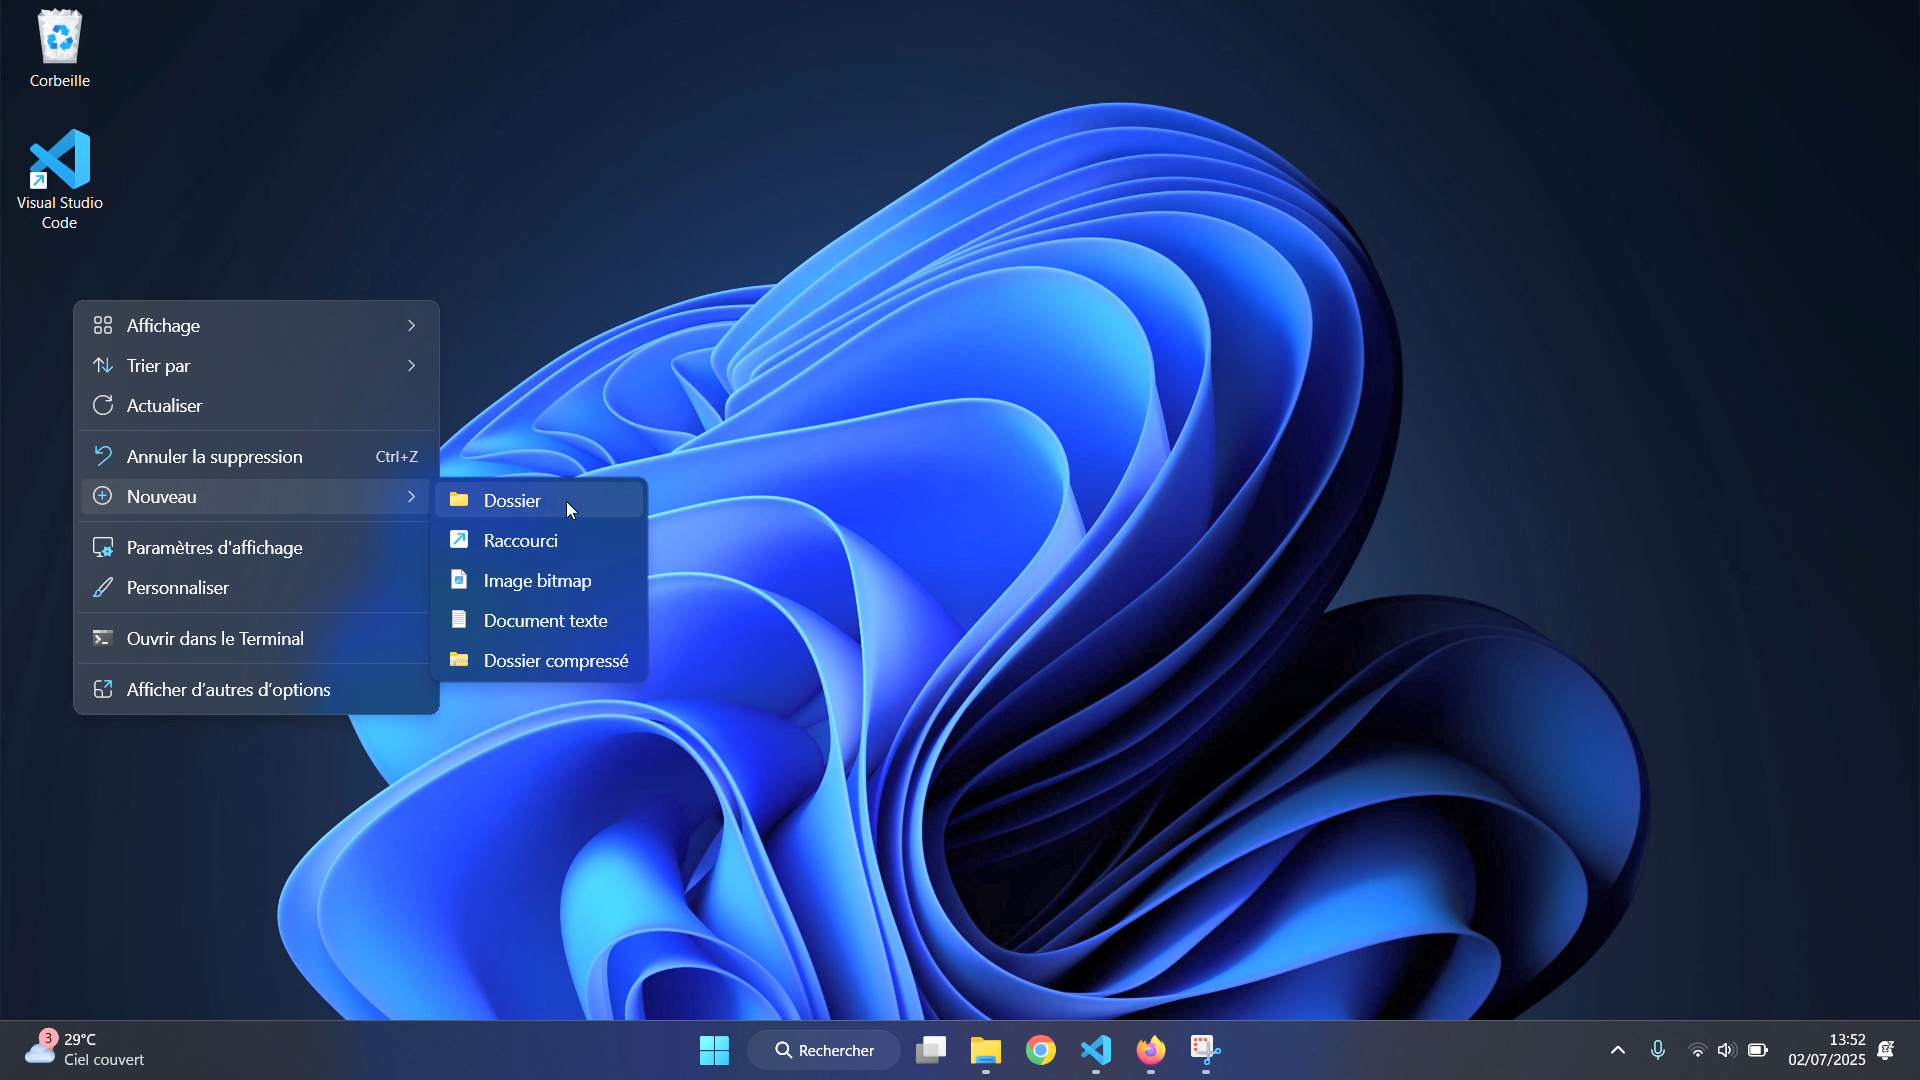 Corbeille
Visual Studio
Code
Affichage
Trier par
Actualiser
Annuler la suppression Ctrl+Z
Nouveau
Paramètres d'affichage
Personnaliser
Ouvrir dans le Terminal
Afficher d'autres d'options
Dossier
Raccourci
Image bitmap
Document texte
Dossier compressé
3
29°C
Ciel couvert
Rechercher
13:52
02/07/2025